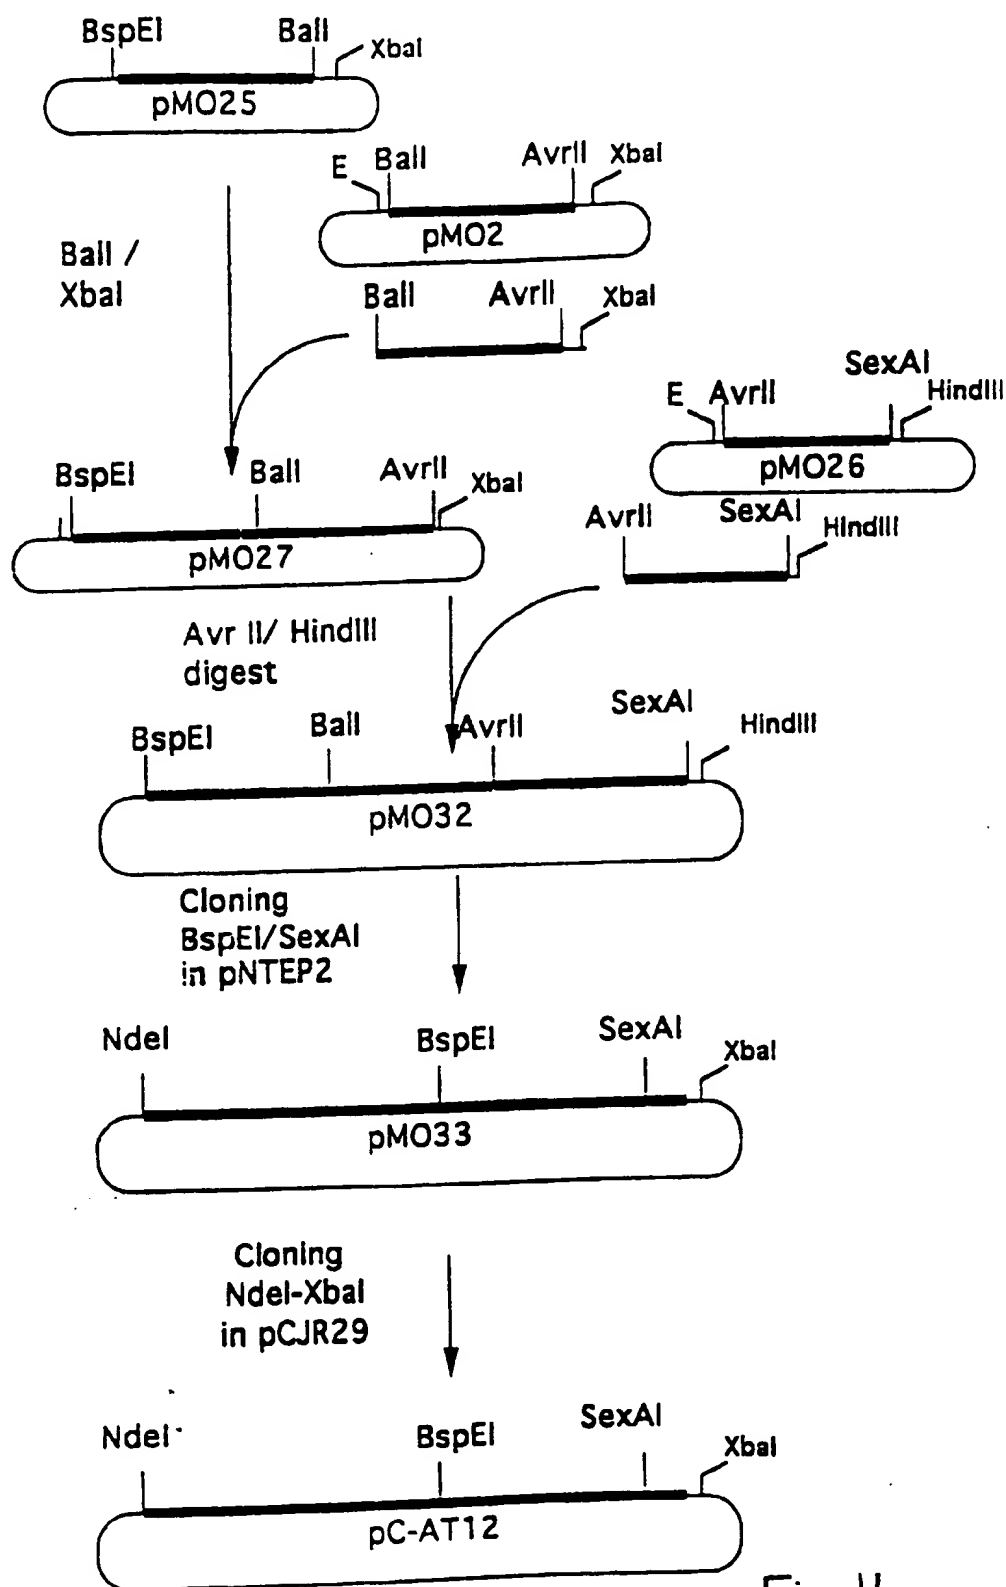 BspEI BalI XbaI
pMO25
E BalI AvrII XbaI
pMO2
BalI /
XbaI
BalI AvrII XbaI
SexAI
E AvrII HindIII
pMO26
BspEI BalI AvrII XbaI
pMO27
AvrII SexAI HindIII
Avr II/ HindIII
digest
BspEI BalI AvrII SexAI HindIII
pMO32
Cloning
BspEI/SexAI
in pNTEP2
NdeI BspEI SexAI XbaI
pMO33
Cloning
NdeI-XbaI
in pCJR29
NdeI BspEI SexAI XbaI
pC-AT12